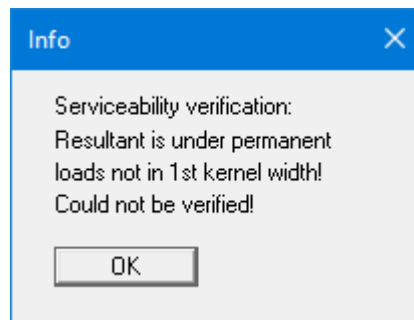 Info
Serviceability verification:
Resultant is under permanent
loads not in 1st kernel width!
Could not be verified!
OK